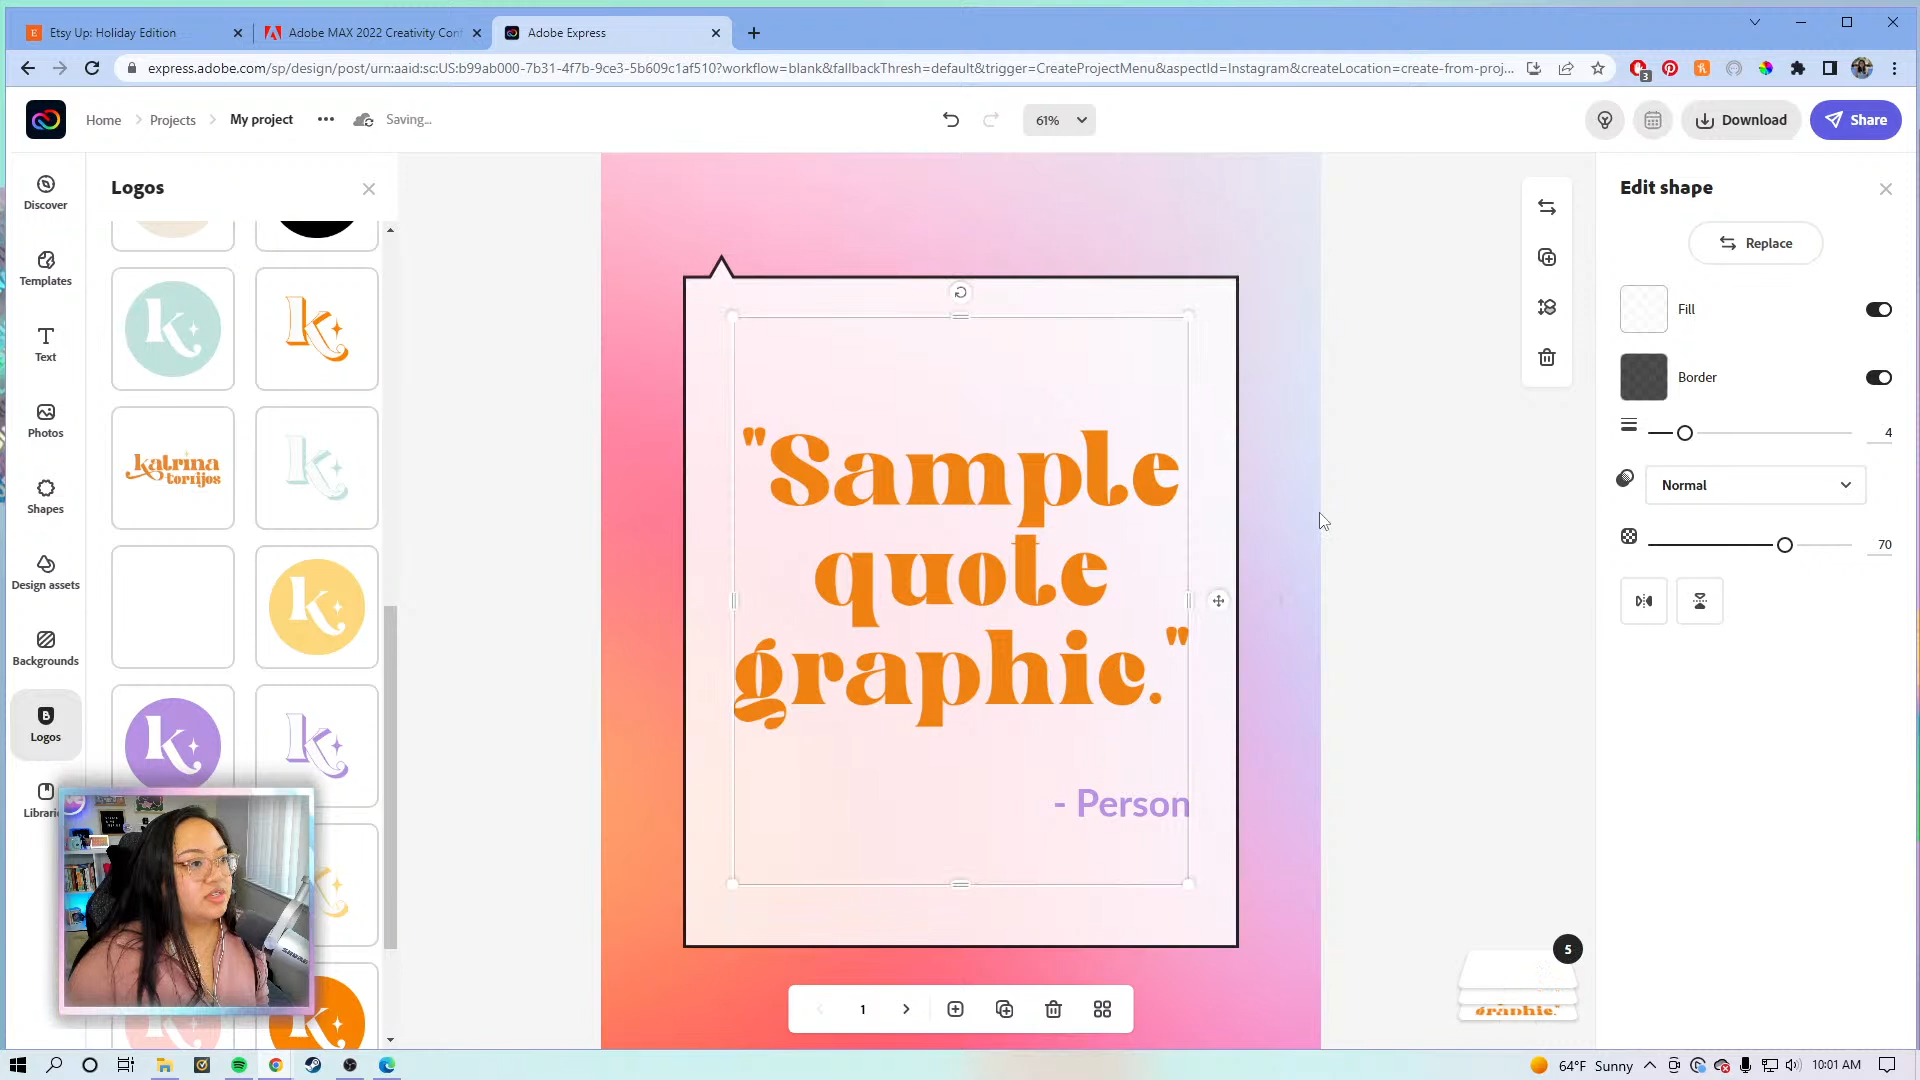 Etsy Up: Holiday Edition
Adobe MAX 2022 Creativity Conf
Adobe Express
express.adobe.com/sp/design/post/urn:aaid:sc:US:b99ab000-7b31-4f7b-9ce3-5b609c1af510?workflow=blank&fallbackThresh=default&trigger=CreateProjectMenu&aspectId=Instagram&createLocation=create-from-proj...
3
Home
Projects
My project
Saving...
61%
Download
Share
Discover
Templates
Text
Photos
Shapes
Design assets
Backgrounds
Logos
Librari
Logos
k
k
katrina
torrijos
k
k
k
k
k
"Sample
quote
graphic."
- Person
1
Edit shape
Replace
Fill
Border
4
Normal
70
5
graphic."
64°F Sunny
10:01 AM